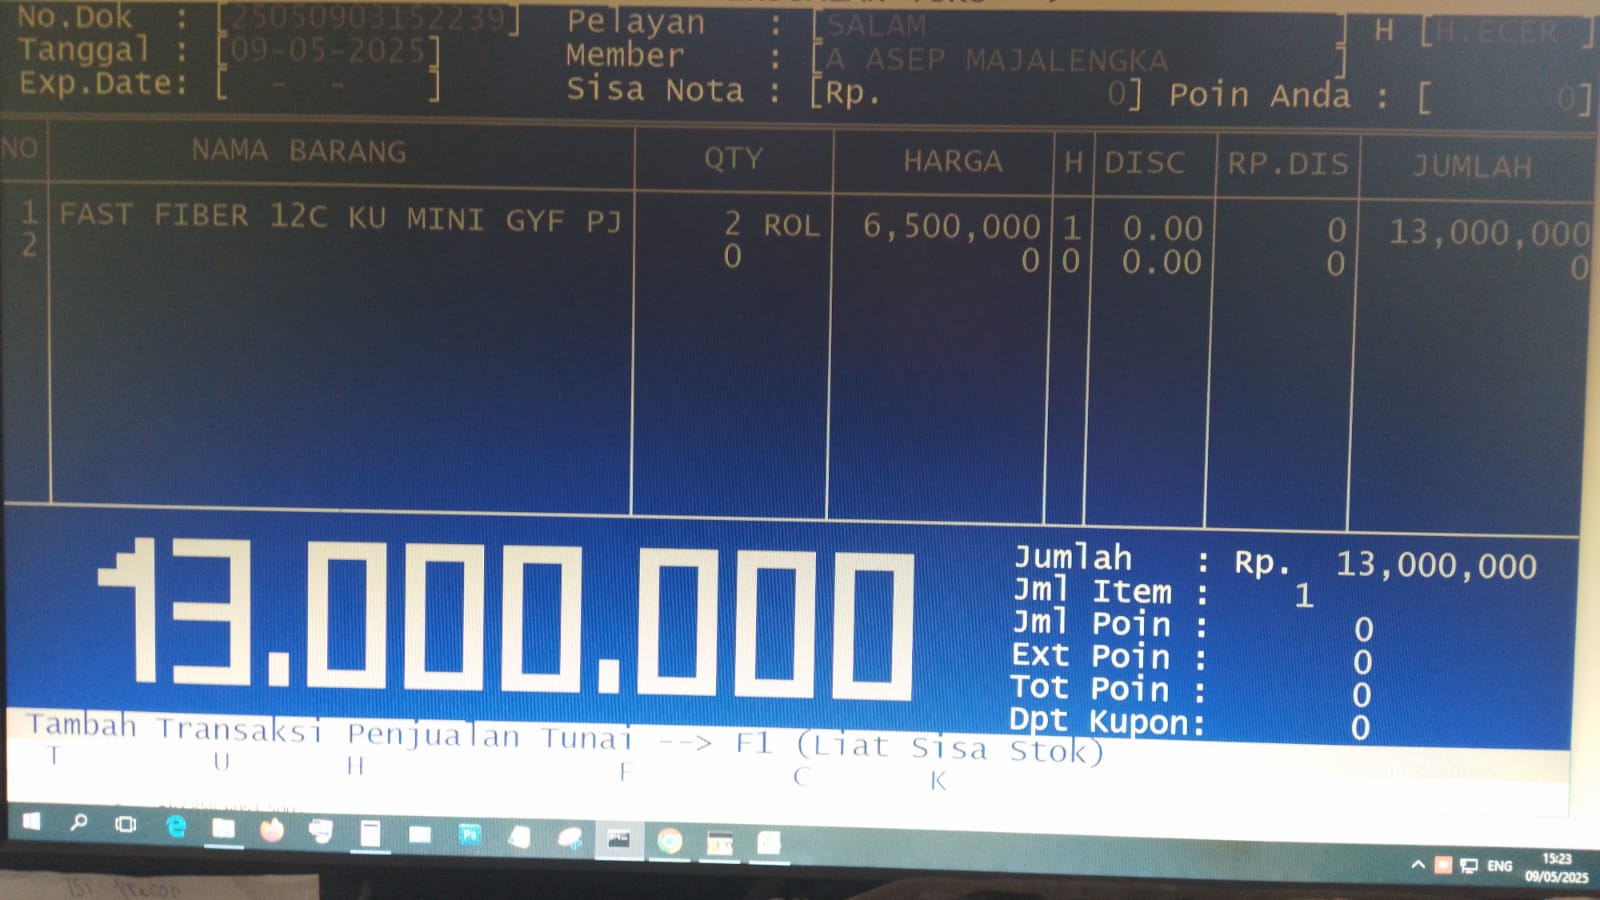 No.Dok : [25050903152239] Pelayan : [SALAM ] H [H.ECER ]
Tanggal : [09-05-2025] Member : [A ASEP MAJALENGKA ]
Exp.Date: [ - - ] Sisa Nota : [Rp. 0] Poin Anda : [ 0]
NO NAMA BARANG QTY HARGA H DISC RP.DIS JUMLAH
1 FAST FIBER 12C KU MINI GYF PJ 2 ROL 6,500,000 1 0.00 0 13,000,000
2 0 0 0 0.00 0 0
13.000.000
Jumlah : Rp. 13,000,000
Jml Item : 1
Jml Poin : 0
Ext Poin : 0
Tot Poin : 0
Dpt Kupon: 0
Tambah Transaksi Penjualan Tunai --> F1 (Liat Sisa Stok)
T U H F C K
ENG 15:23
09/05/2025